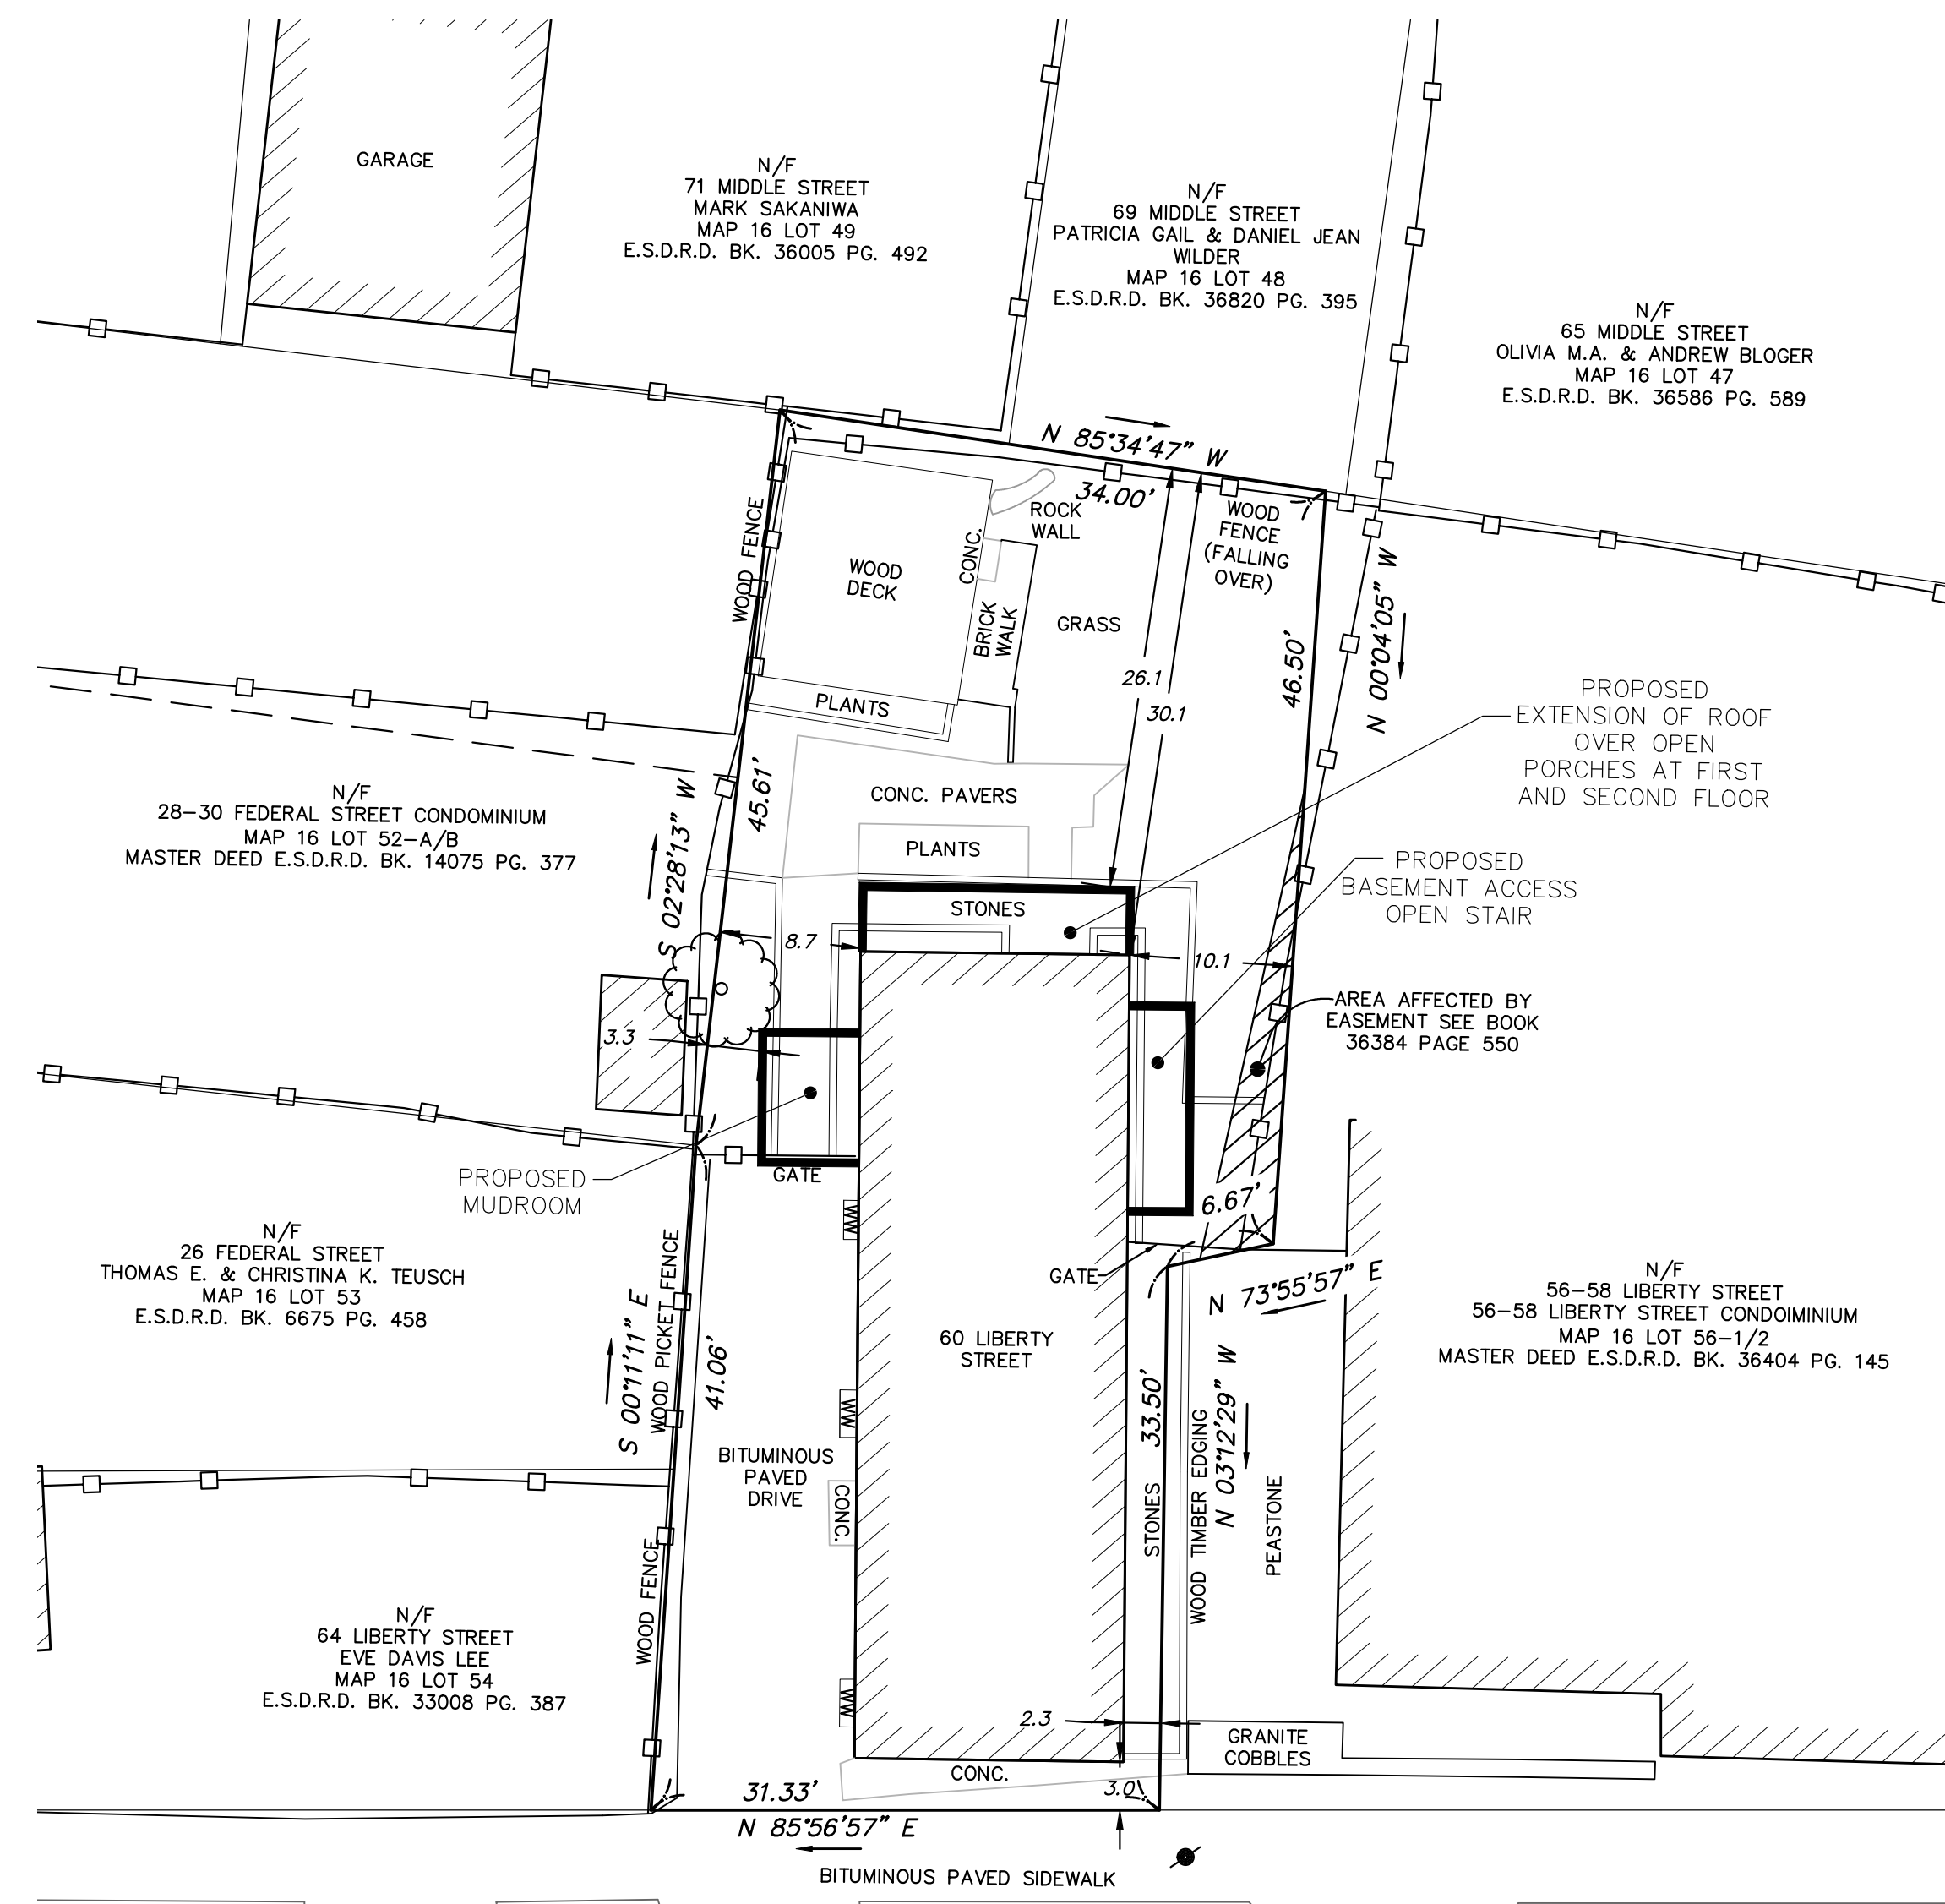 GARAGE
N/F
71 MIDDLE STREET
MARK SAKANIWA
MAP 16 LOT 49
E.S.D.R.D. BK. 36005 PG. 492
N/F
69 MIDDLE STREET
PATRICIA GAIL & DANIEL JEAN
WILDER
MAP 16 LOT 48
E.S.D.R.D. BK. 36820 PG. 395
N/F
65 MIDDLE STREET
OLIVIA M.A. & ANDREW BLOGER
MAP 16 LOT 47
E.S.D.R.D. BK. 36586 PG. 589
N 85°34'47" W
34.00'
ROCK
WALL
WOOD
FENCE
(FALLING
OVER)
WOOD FENCE
WOOD
DECK
CONC.
BRICK
WALK
GRASS
46.50'
N 00°04'05" W
26.1
30.1
PLANTS
PROPOSED
EXTENSION OF ROOF
OVER OPEN
PORCHES AT FIRST
AND SECOND FLOOR
45.61'
S 02°28'13" W
CONC. PAVERS
PLANTS
N/F
28-30 FEDERAL STREET CONDOMINIUM
MAP 16 LOT 52-A/B
MASTER DEED E.S.D.R.D. BK. 14075 PG. 377
PROPOSED
BASEMENT ACCESS
OPEN STAIR
STONES
8.7
10.1
AREA AFFECTED BY
EASEMENT SEE BOOK
36384 PAGE 550
3.3
PROPOSED
MUDROOM
GATE
6.67'
GATE
N 73°55'57" E
N/F
26 FEDERAL STREET
THOMAS E. & CHRISTINA K. TEUSCH
MAP 16 LOT 53
E.S.D.R.D. BK. 6675 PG. 458
S 00°11'11" E
WOOD PICKET FENCE
41.06'
60 LIBERTY
STREET
N/F
56-58 LIBERTY STREET
56-58 LIBERTY STREET CONDOIMINIUM
MAP 16 LOT 56-1/2
MASTER DEED E.S.D.R.D. BK. 36404 PG. 145
33.50'
N 03°12'29" W
BITUMINOUS
PAVED
DRIVE
CONC.
STONES
WOOD TIMBER EDGING
PEASTONE
WOOD FENCE
N/F
64 LIBERTY STREET
EVE DAVIS LEE
MAP 16 LOT 54
E.S.D.R.D. BK. 33008 PG. 387
2.3
GRANITE
COBBLES
CONC.
3.0
31.33'
N 85°56'57" E
BITUMINOUS PAVED SIDEWALK